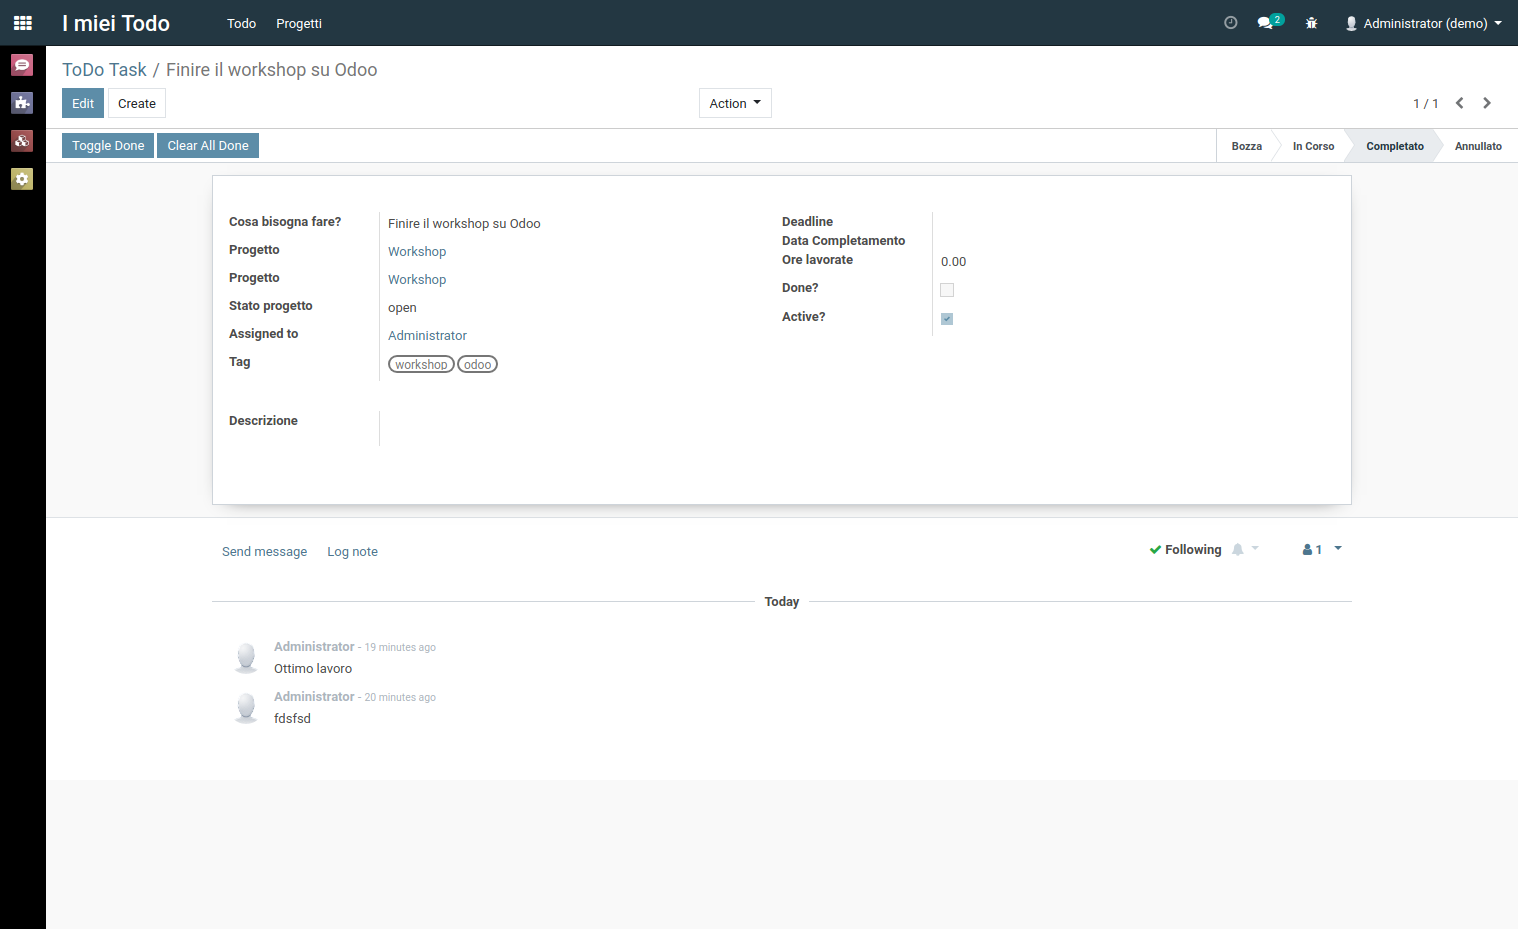 I miei Todo Todo Progetti 2 Administrator (demo)
ToDo Task / Finire il workshop su Odoo
Edit Create Action 1 / 1
Toggle Done Clear All Done Bozza In Corso Completato Annullato
Cosa bisogna fare? Finire il workshop su Odoo
Progetto Workshop
Progetto Workshop
Stato progetto open
Assigned to Administrator
Tag workshop odoo
Descrizione
Deadline
Data Completamento
Ore lavorate 0.00
Done?
Active?
Send message Log note Following 1
Today
Administrator - 19 minutes ago
Ottimo lavoro
Administrator - 20 minutes ago
fdsfsd